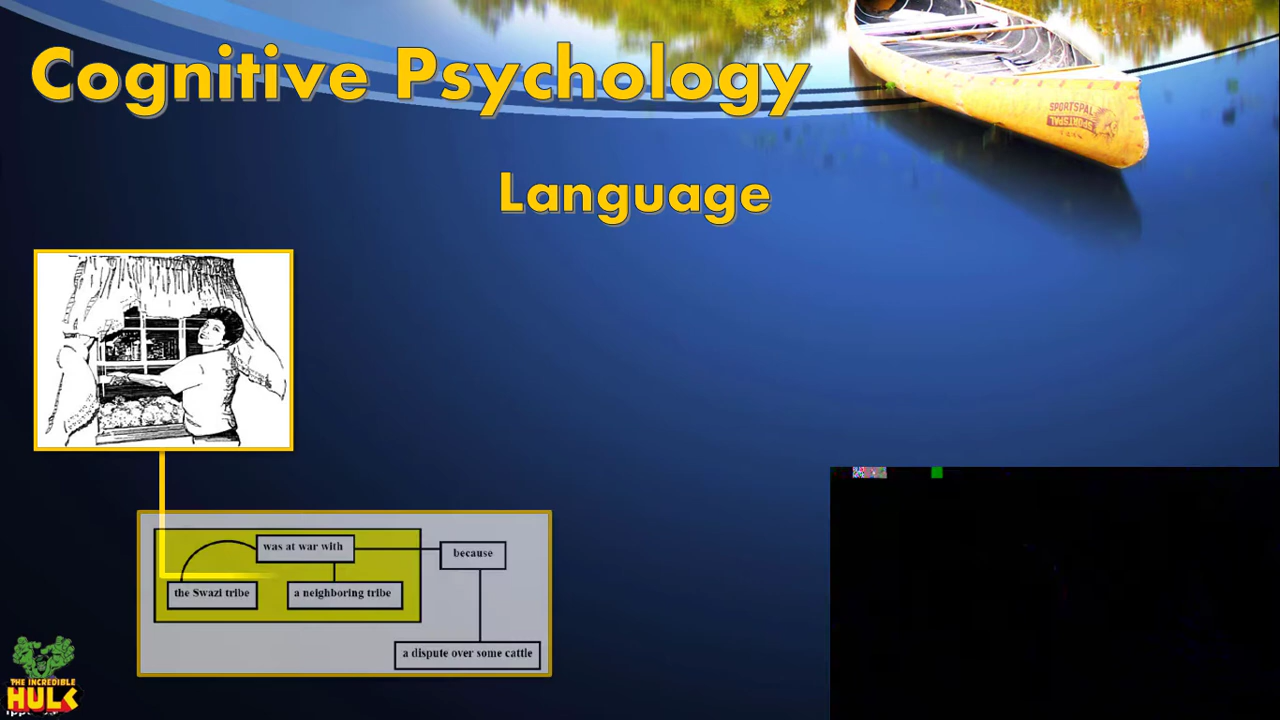 Cognitive Psychology
Language
SPORTSPAL
SPORTSPAL
was at war with
because
the Swazi tribe
a neighboring tribe
a dispute over some cattle
THE INCREDIBLE
HULK